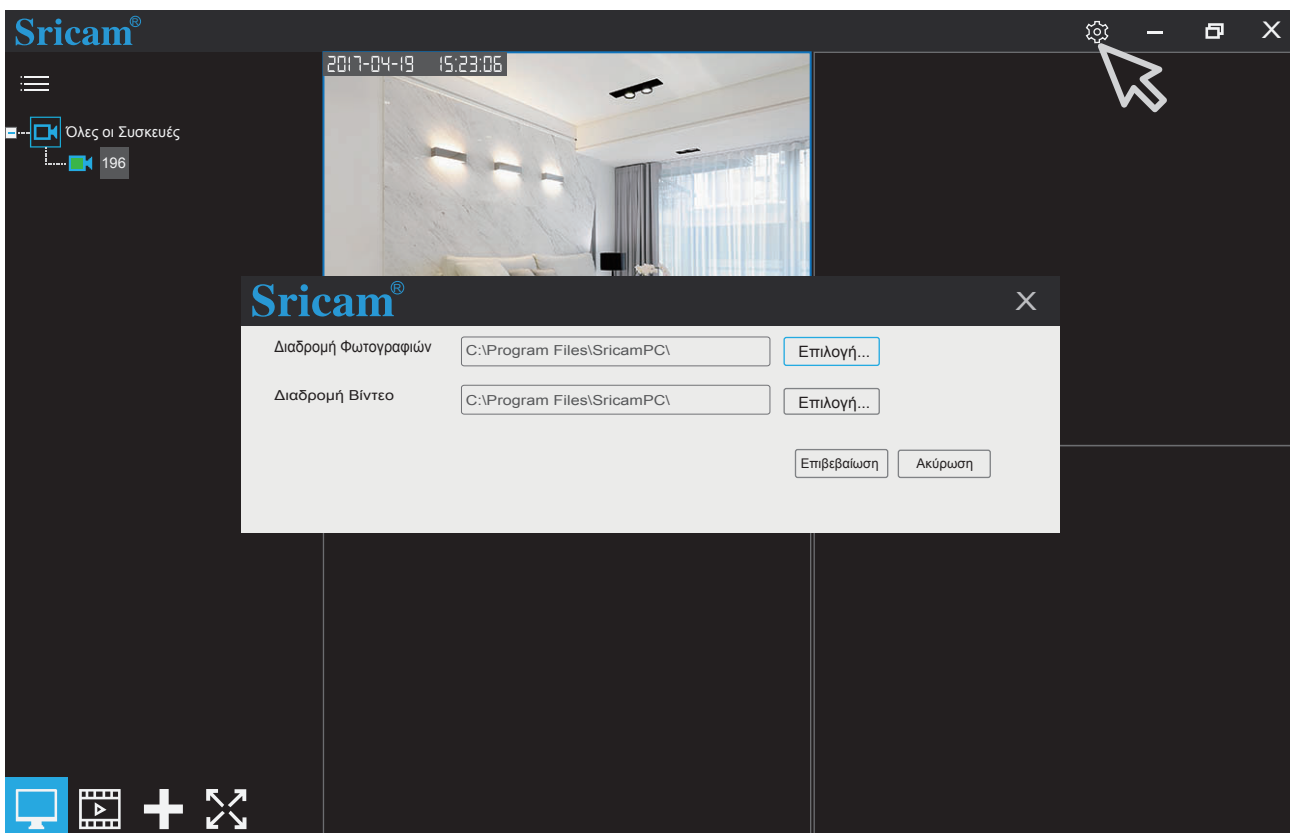 Sricam®
2017-04-19 15:23:06
Όλες οι Συσκευές
196
Sricam®
Διαδρομή Φωτογραφιών C:\Program Files\SricamPC\ Επιλογή...
Διαδρομή Βίντεο C:\Program Files\SricamPC\ Επιλογή...
Επιβεβαίωση Ακύρωση